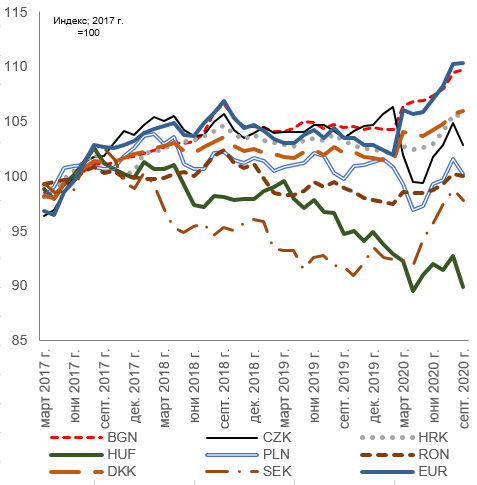 115
Индекс; 2017 г.
=100
110
105
100
95
90
85
март 2017 г.
юни 2017 г.
септ. 2017 г.
дек. 2017 г.
март 2018 г.
юни 2018 г.
септ. 2018 г.
дек. 2018 г.
март 2019 г.
юни 2019 г.
септ. 2019 г.
дек. 2019 г.
март 2020 г.
юни 2020 г.
септ. 2020 г.
BGN CZK HRK
HUF PLN RON
DKK SEK EUR